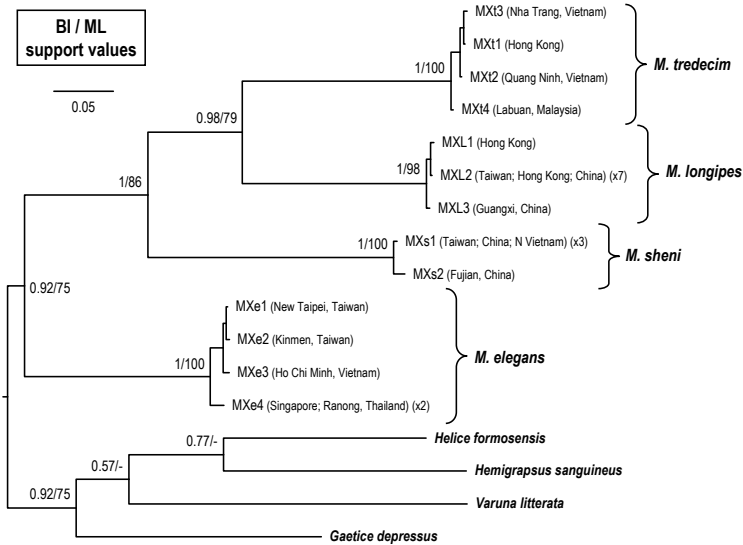 BI / ML
support values
0.05
MXt3 (Nha Trang, Vietnam)
MXt1 (Hong Kong)
1/100
M. tredecim
MXt2 (Quang Ninh, Vietnam)
MXt4 (Labuan, Malaysia)
0.98/79
MXL1 (Hong Kong)
1/98
MXL2 (Taiwan; Hong Kong; China) (x7)
M. longipes
MXL3 (Guangxi, China)
1/86
1/100
MXs1 (Taiwan; China; N Vietnam) (x3)
M. sheni
MXs2 (Fujian, China)
0.92/75
MXe1 (New Taipei, Taiwan)
MXe2 (Kinmen, Taiwan)
1/100
M. elegans
MXe3 (Ho Chi Minh, Vietnam)
MXe4 (Singapore; Ranong, Thailand) (x2)
0.77/-
Helice formosensis
0.57/-
Hemigrapsus sanguineus
0.92/75
Varuna litterata
Gaetice depressus